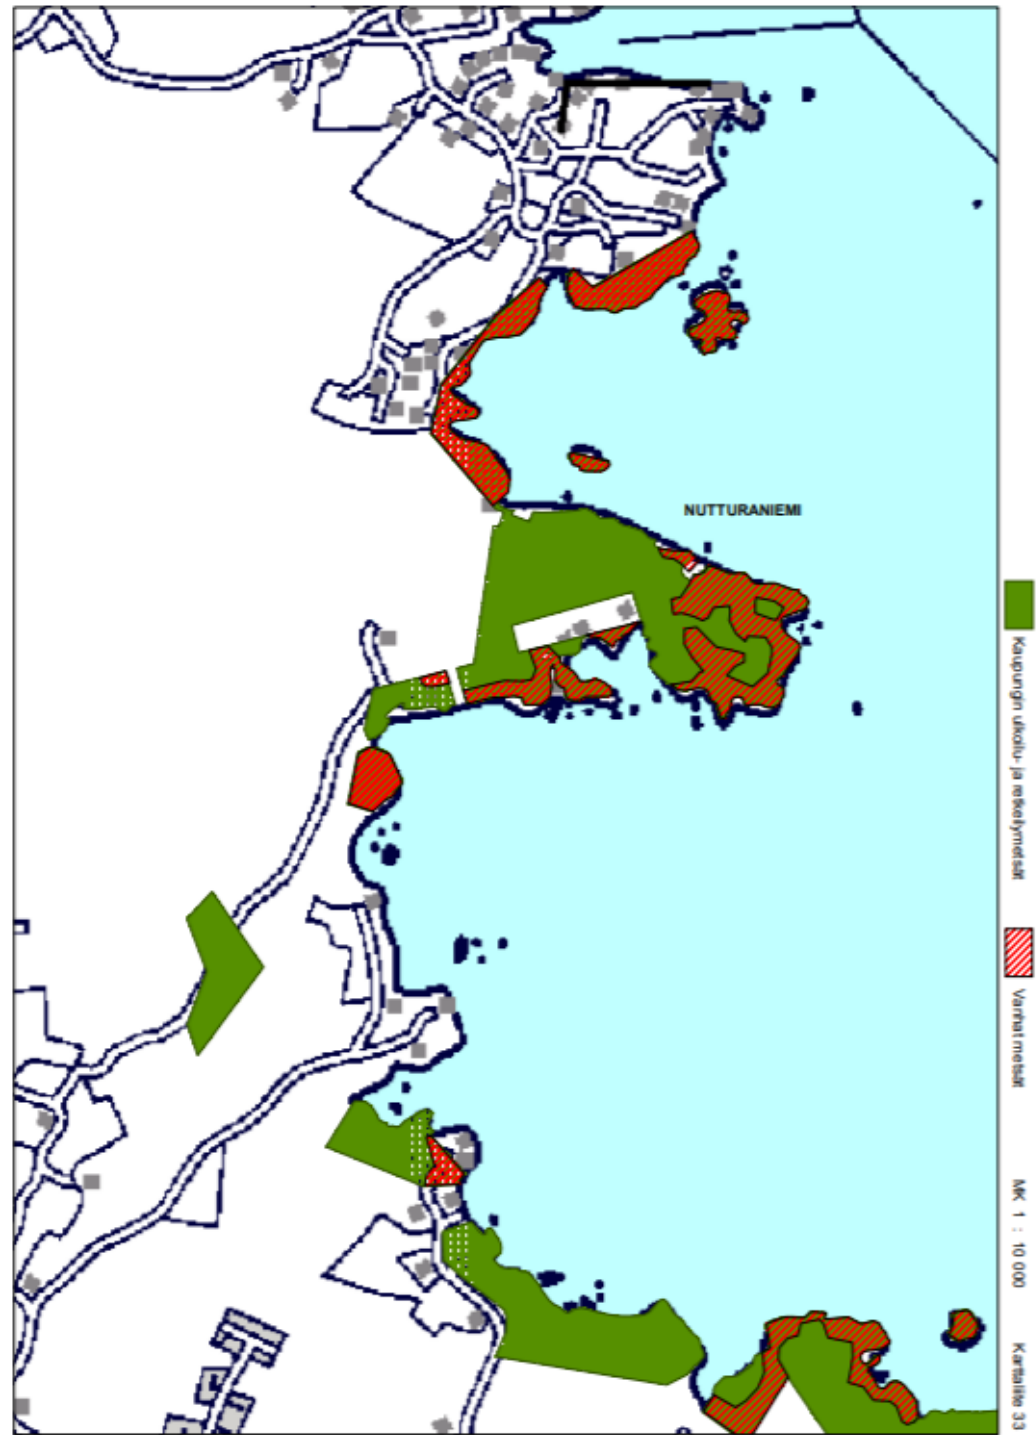 NUTTURANIEMI
Kaupungin ulkoilu- ja retkeilymetsät
Vanhat metsät
MK 1 : 10 000
Karttaliite 33